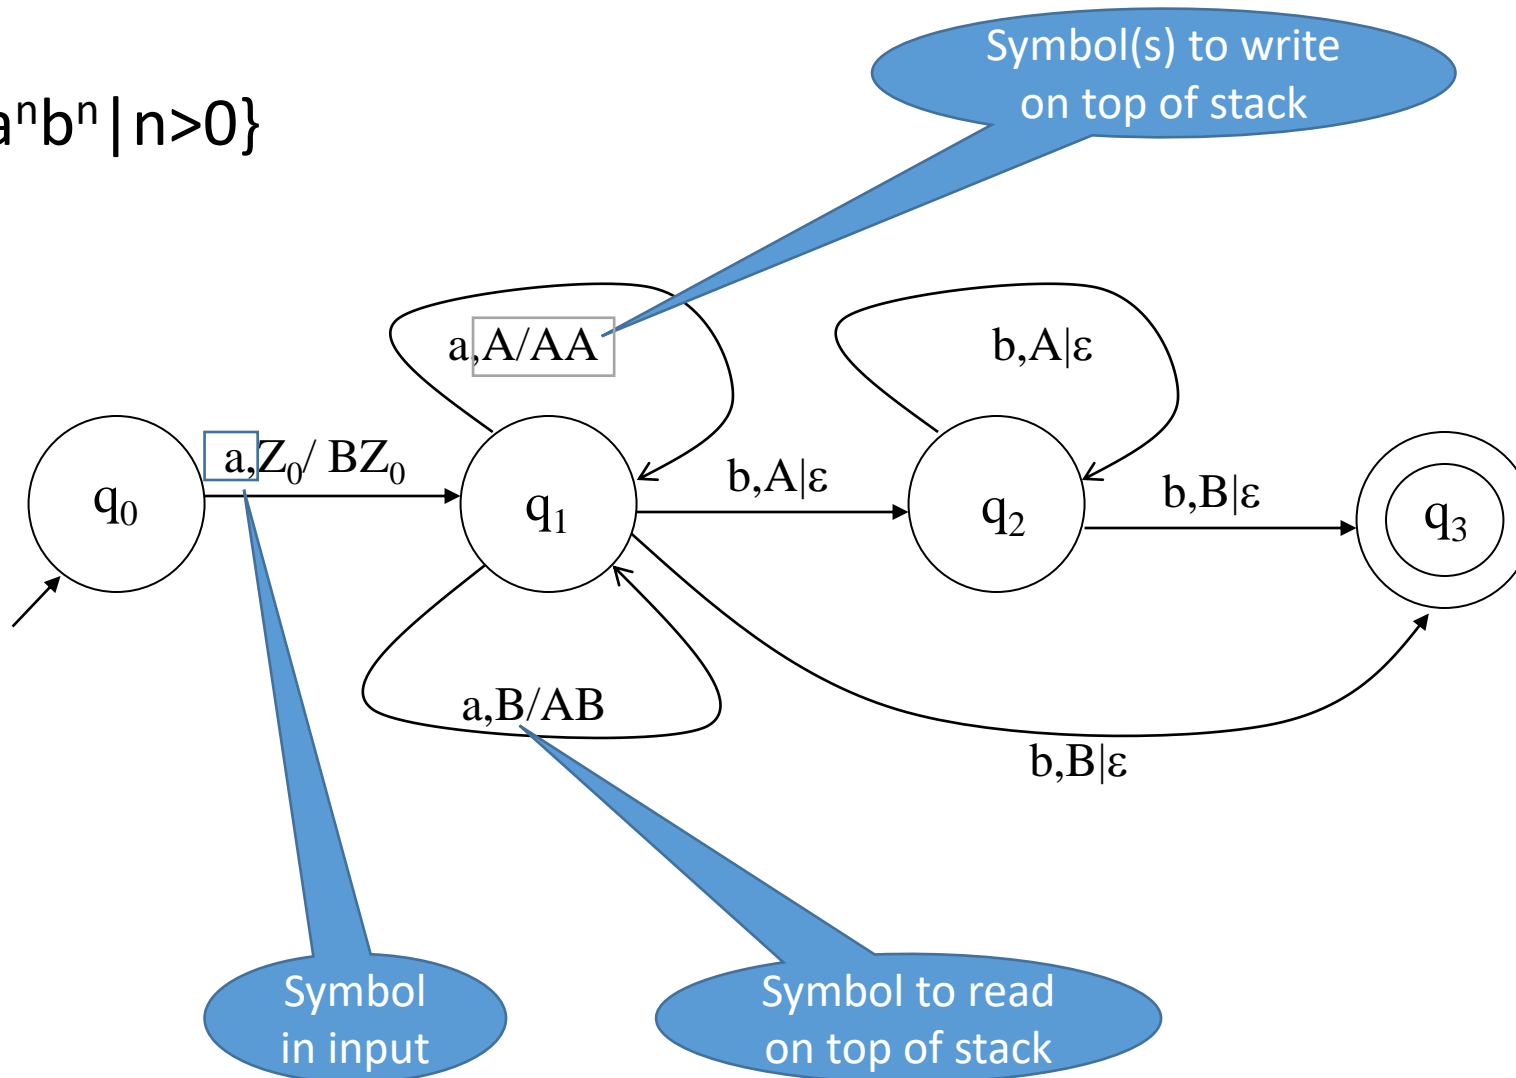 Symbol(s) to write
on top of stack
aⁿbⁿ|n>0}
a,A/AA
b,A|ε
a,Z₀/ BZ₀
b,A|ε
b,B|ε
q₀
q₁
q₂
q₃
a,B/AB
b,B|ε
Symbol
in input
Symbol to read
on top of stack